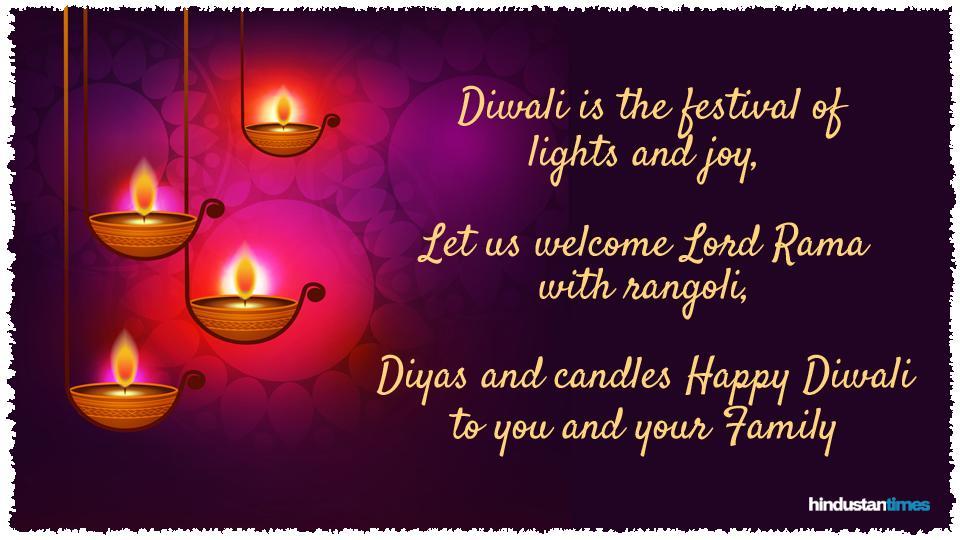 Diwali is the festival of
lights and joy,
Let us welcome Lord Rama
with rangoli,
Diyas and candles Happy Diwali
to you and your Family
hindustantimes